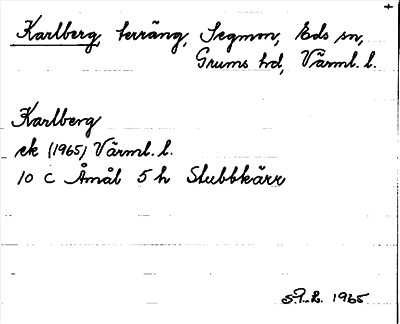 Karlberg, terräng, Segmon, Eds sn,
Grums hd, Värml. l.
Karlberg
ek (1965) Värml. l.
10 C Åmål 5 h Stubbkärr
1965